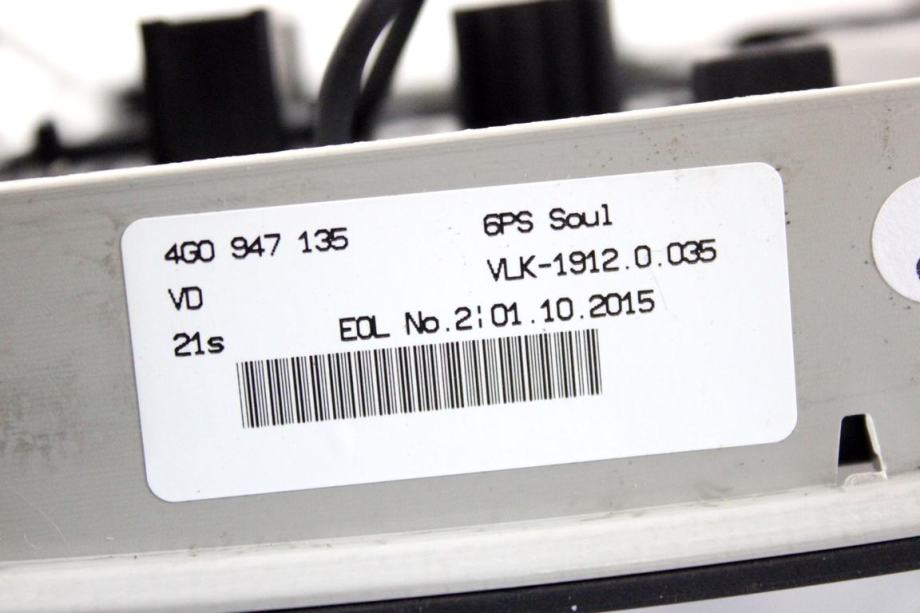 4G0 947 135 6PS Soul
VD VLK-1912.0.035
21s EOL No.2¦01.10.2015